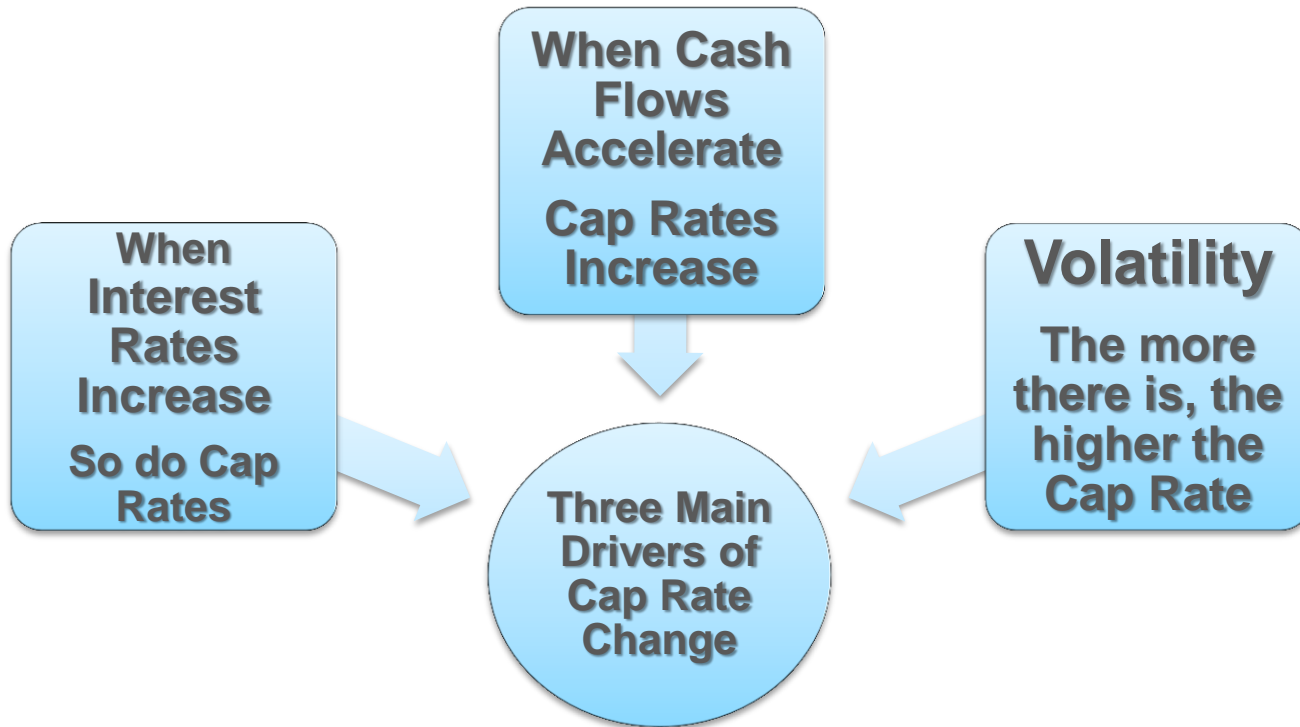 When Cash
Flows
Accelerate
Cap Rates
Increase
When
Interest
Rates
Increase
So do Cap
Rates
Volatility
The more
there is, the
higher the
Cap Rate
Three Main
Drivers of
Cap Rate
Change